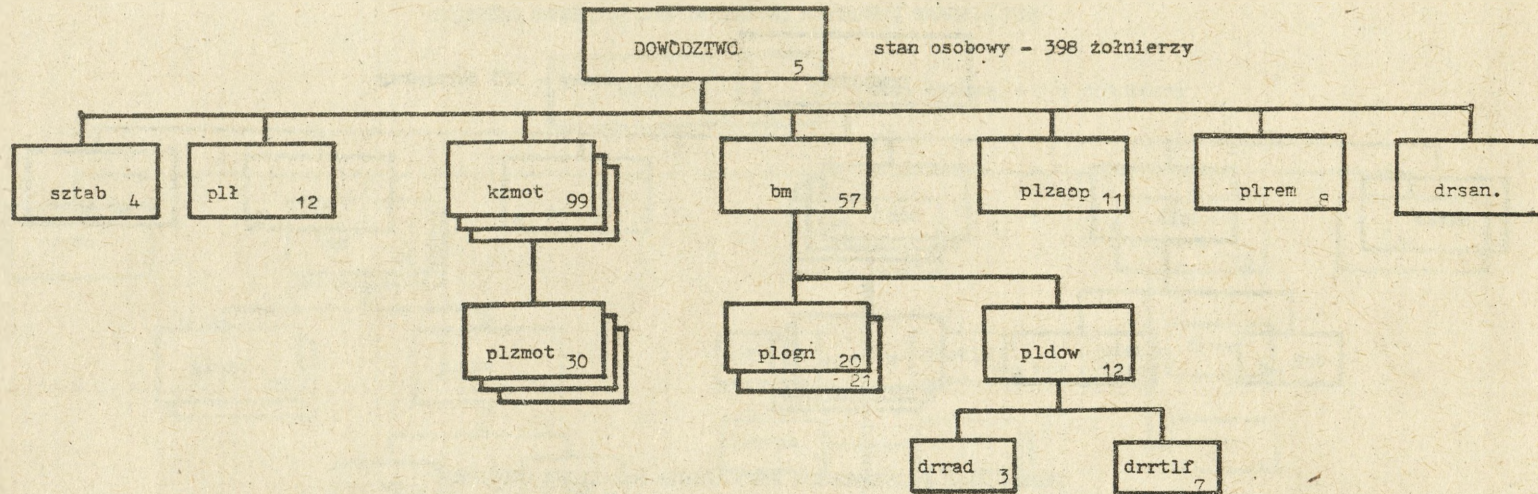 DOWÓDZTWO
5
stan osobowy - 398 żołnierzy
sztab 4
plł 12
kzmot 99
bm 57
plzaop 11
plrem 8
drsan.
plzmot 30
plogn 20
- 21
pldow 12
drrad 3
drrtlf 7